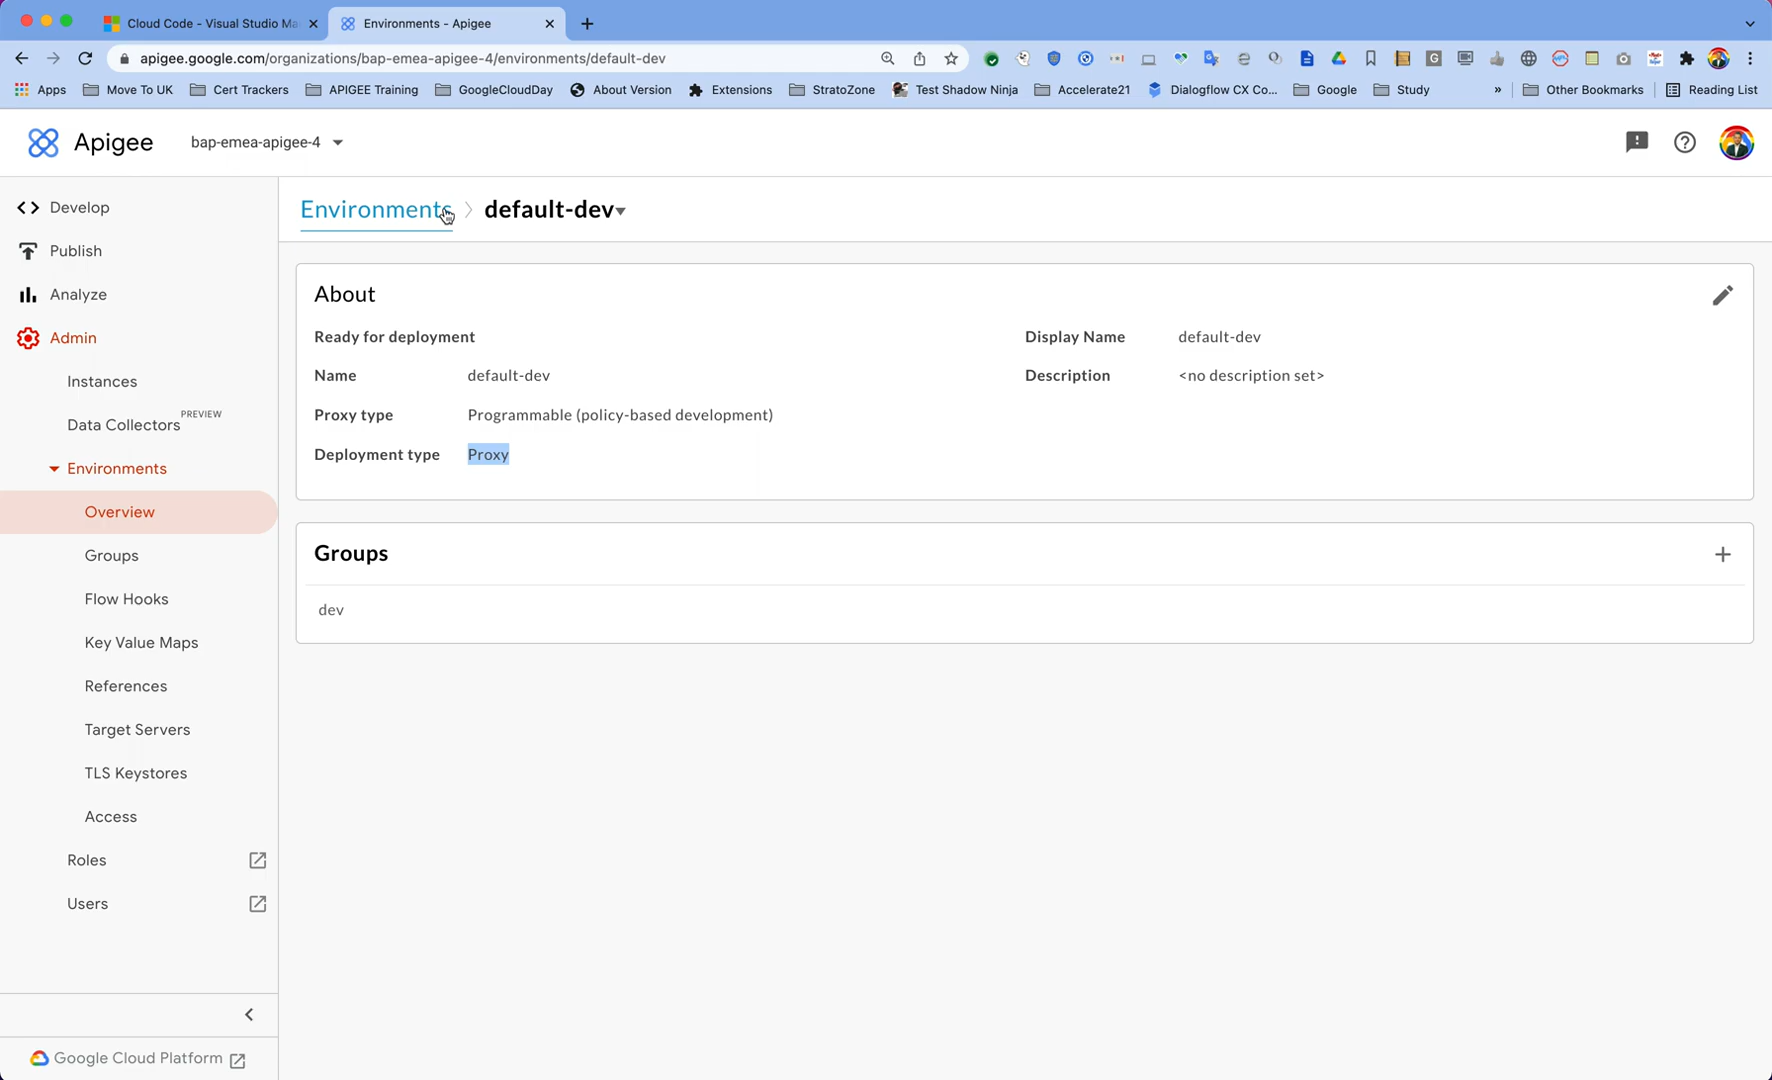 Cloud Code - Visual Studio Ma
Environments - Apigee
apigee.google.com/organizations/bap-emea-apigee-4/environments/default-dev
Apps
Move To UK
Cert Trackers
APIGEE Training
GoogleCloudDay
About Version
Extensions
StratoZone
Test Shadow Ninja
Accelerate21
Dialogflow CX Co...
Google
Study
»
Other Bookmarks
Reading List
Apigee
bap-emea-apigee-4
Develop
Publish
Analyze
Admin
Instances
Data Collectors PREVIEW
Environments
Overview
Groups
Flow Hooks
Key Value Maps
References
Target Servers
TLS Keystores
Access
Roles
Users
Google Cloud Platform
Environments > default-dev
About
Ready for deployment
Name default-dev
Proxy type Programmable (policy-based development)
Deployment type Proxy
Display Name default-dev
Description <no description set>
Groups
dev